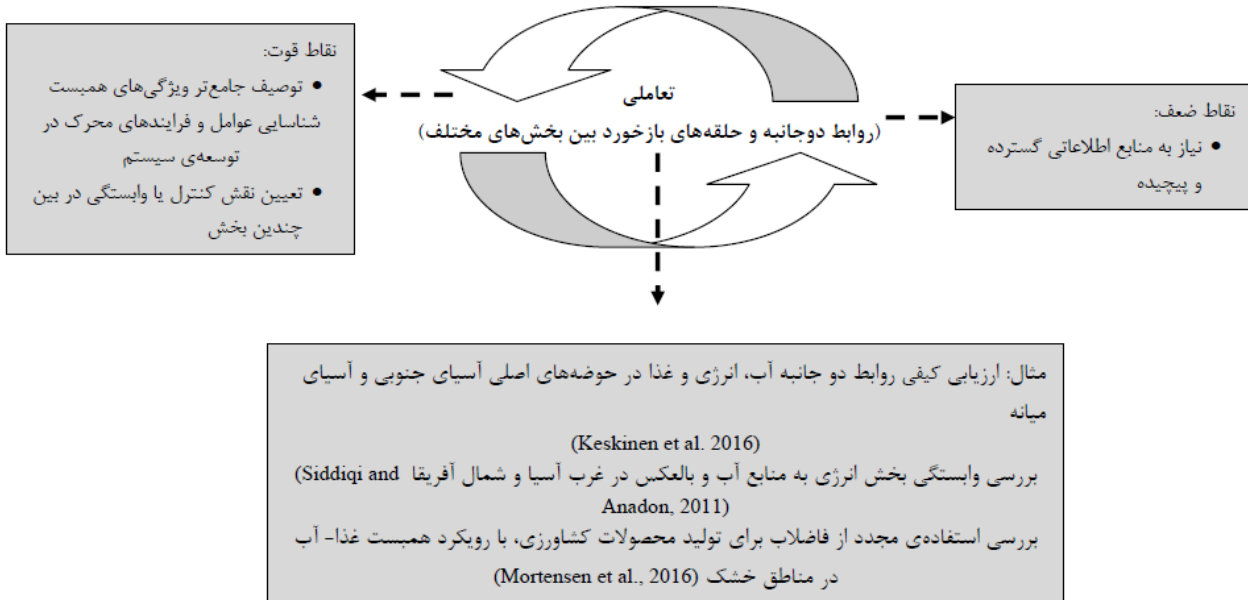 نقاط قوت:
• توصیف جامع‌تر ویژگی‌های همبست
شناسایی عوامل و فرایندهای محرک در
توسعه‌ی سیستم
• تعیین نقش کنترل یا وابستگی در بین
چندین بخش
تعاملی
(روابط دوجانبه و حلقه‌های بازخورد بین بخش‌های مختلف)
نقاط ضعف:
• نیاز به منابع اطلاعاتی گسترده
و پیچیده
مثال: ارزیابی کیفی روابط دو جانبه آب، انرژی و غذا در حوضه‌های اصلی آسیای جنوبی و آسیای
میانه
(Keskinen et al. 2016)
بررسی وابستگی بخش انرژی به منابع آب و بالعکس در غرب آسیا و شمال آفریقا (Siddiqi and
Anadon, 2011)
بررسی استفاده‌ی مجدد از فاضلاب برای تولید محصولات کشاورزی، با رویکرد همبست غذا- آب
در مناطق خشک (Mortensen et al., 2016)